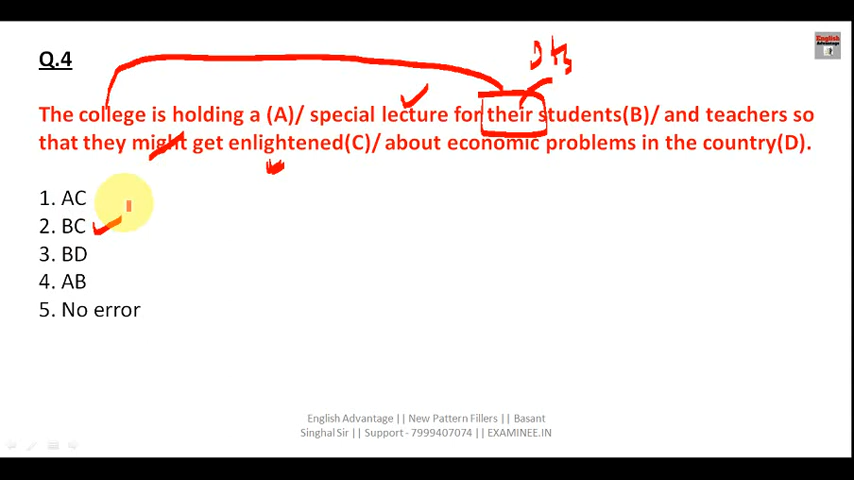 English
Advantage
Q.4
its
The college is holding a (A)/ special lecture for their students(B)/ and teachers so
that they might get enlightened(C)/ about economic problems in the country(D).
1. AC
2. BC
3. BD
4. AB
5. No error
English Advantage || New Pattern Fillers || Basant
Singhal Sir || Support - 7999407074 || EXAMINEE.IN